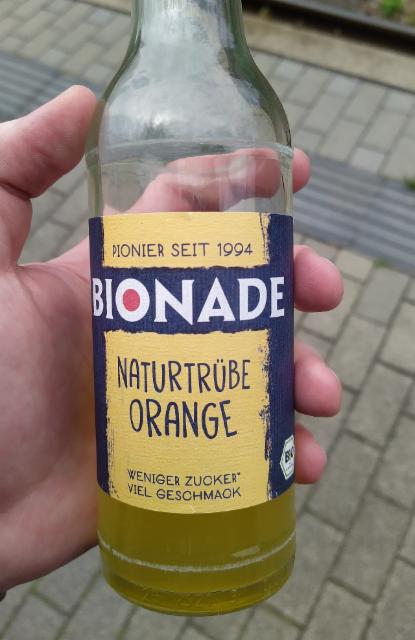 PIONIER SEIT 1994
BIONADE
NATURTRÜBE
ORANGE
WENIGER ZUCKER*
VIEL GESCHMACK
BIO